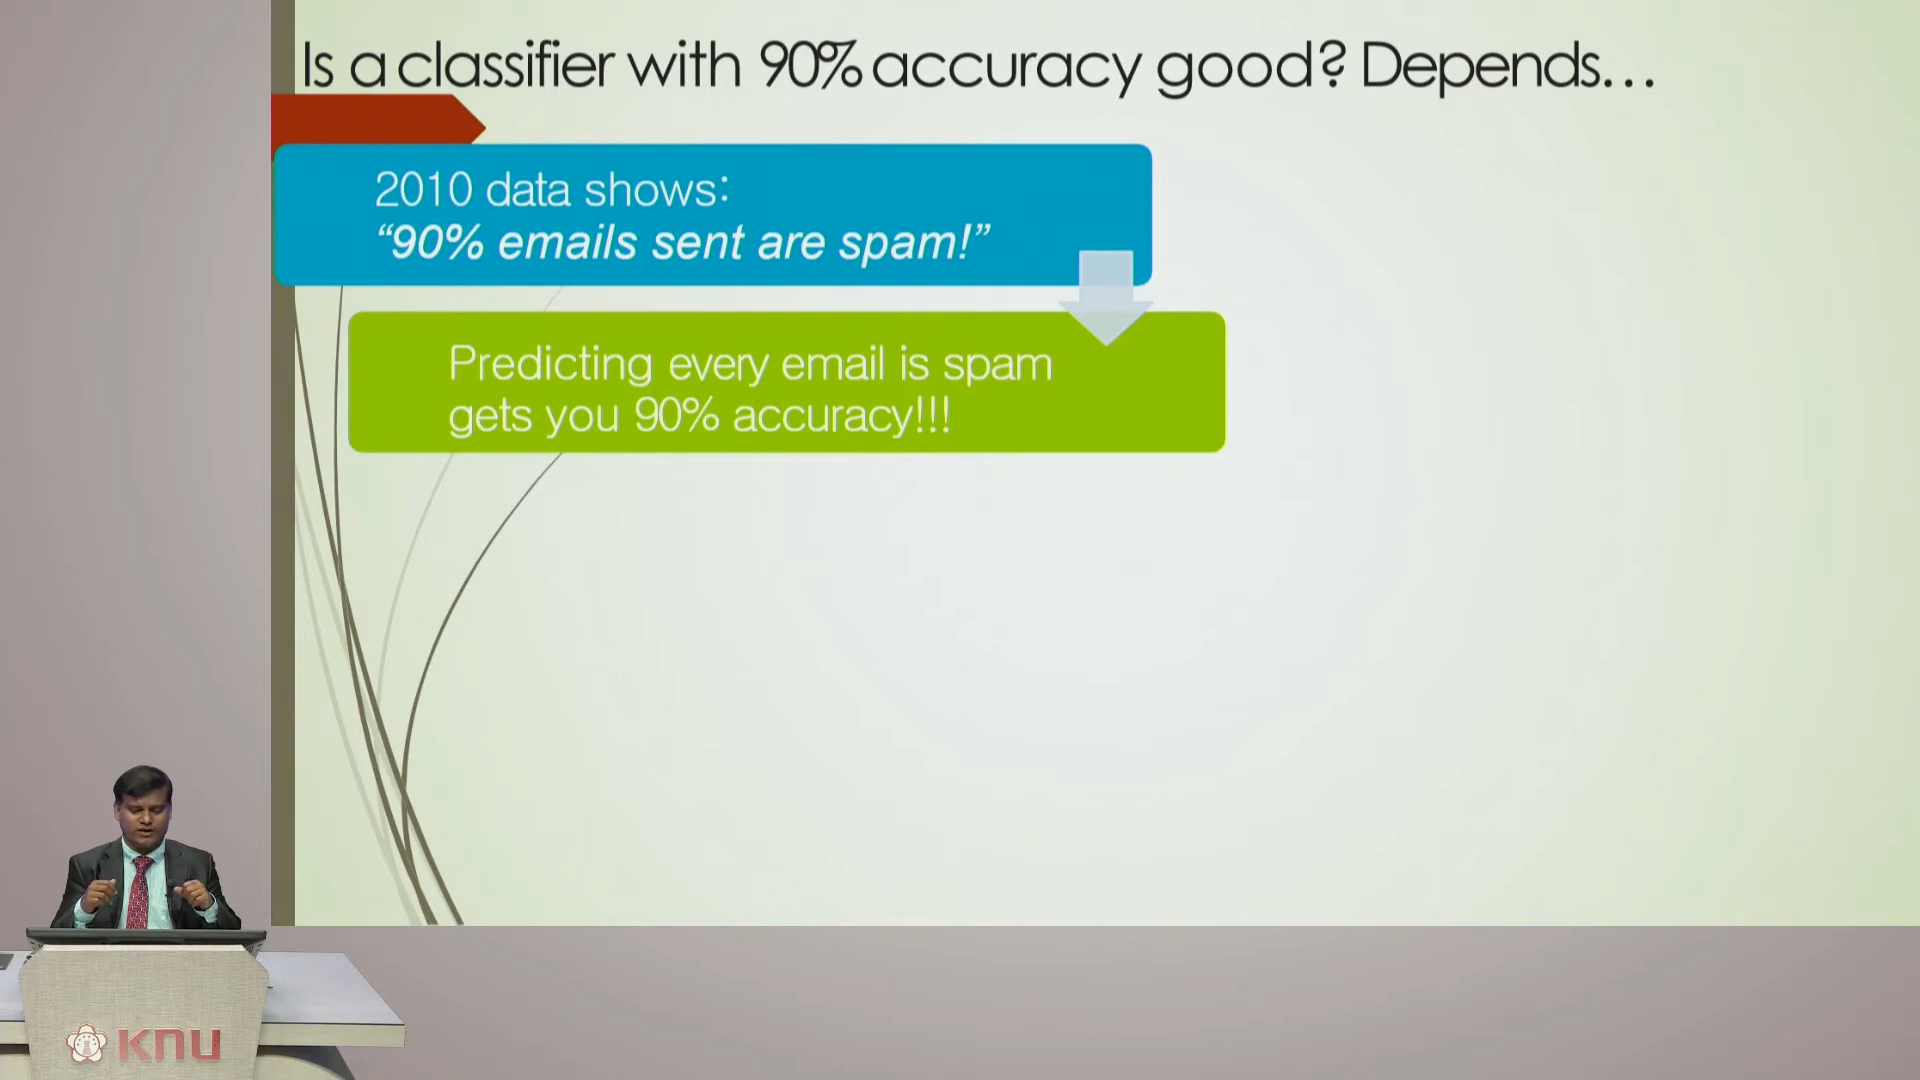 Is a classifier with 90% accuracy good? Depends...
2010 data shows:
“90% emails sent are spam!”
Predicting every email is spam
gets you 90% accuracy!!!
KNU